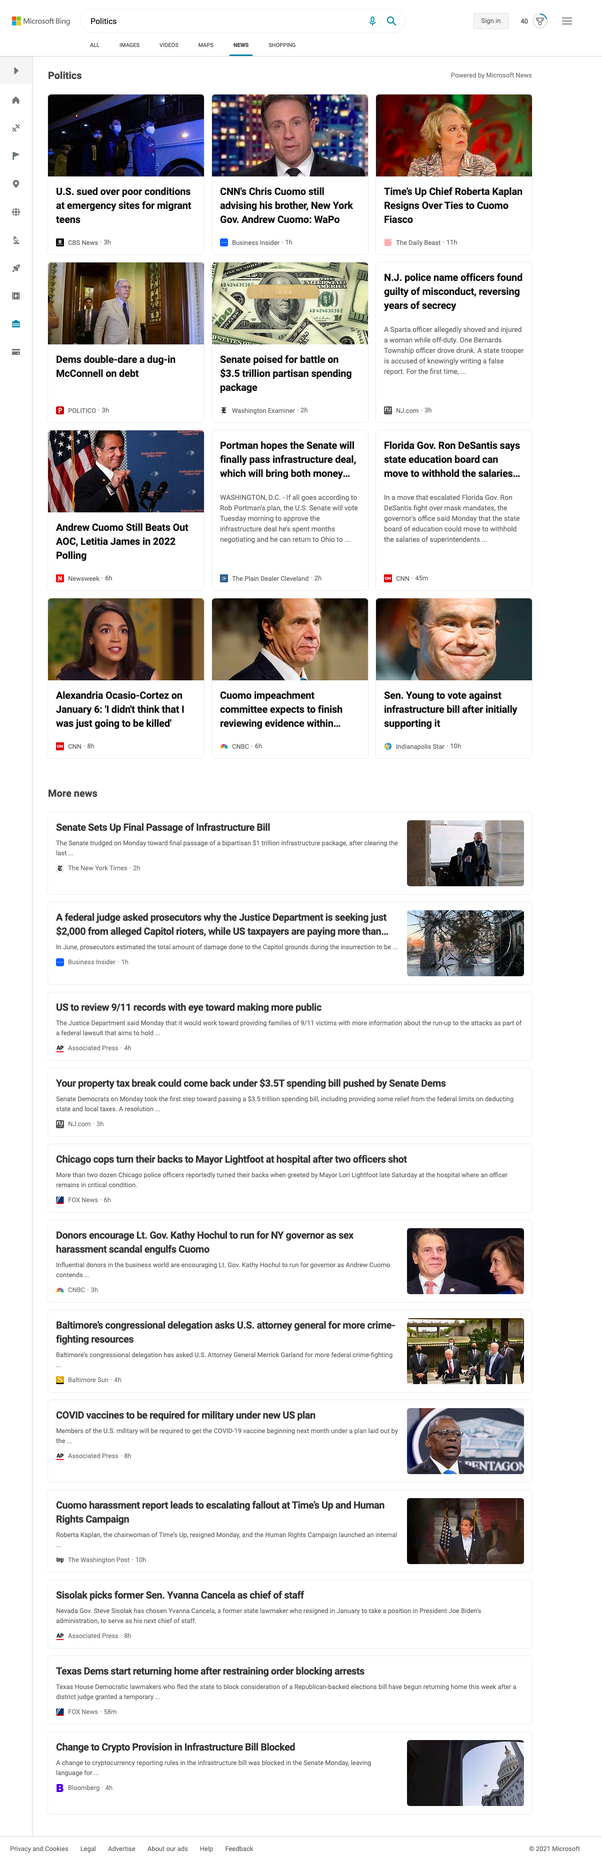 Microsoft Bing
Politics
Sign in
40
ALL IMAGES VIDEOS MAPS NEWS SHOPPING
Politics
Powered by Microsoft News
U.S. sued over poor conditions
at emergency sites for migrant
teens
CBS News · 3h
CNN's Chris Cuomo still
advising his brother, New York
Gov. Andrew Cuomo: WaPo
Business Insider · 1h
Time's Up Chief Roberta Kaplan
Resigns Over Ties to Cuomo
Fiasco
The Daily Beast · 11h
Dems double-dare a dug-in
McConnell on debt
POLITICO · 3h
Senate poised for battle on
$3.5 trillion partisan spending
package
Washington Examiner · 2h
N.J. police name officers found
guilty of misconduct, reversing
years of secrecy
A Sparta officer allegedly shoved and injured
a woman while off-duty. One Bernards
Township officer drove drunk. A state trooper
is accused of knowingly writing a false
report. For the first time, ...
NJ.com · 3h
Andrew Cuomo Still Beats Out
AOC, Letitia James in 2022
Polling
Newsweek · 6h
Portman hopes the Senate will
finally pass infrastructure deal,
which will bring both money...
WASHINGTON, D.C. - If all goes according to
Rob Portman's plan, the U.S. Senate will vote
Tuesday morning to approve the
infrastructure deal he's spent months
negotiating and he can return to Ohio to ...
The Plain Dealer Cleveland · 2h
Florida Gov. Ron DeSantis says
state education board can
move to withhold the salaries...
In a move that escalated Florida Gov. Ron
DeSantis fight over mask mandates, the
governor's office said Monday that the state
board of education could move to withhold
the salaries of superintendents ...
CNN · 45m
Alexandria Ocasio-Cortez on
January 6: 'I didn't think that I
was just going to be killed'
CNN · 8h
Cuomo impeachment
committee expects to finish
reviewing evidence within...
CNBC · 6h
Sen. Young to vote against
infrastructure bill after initially
supporting it
Indianapolis Star · 10h
More news
Senate Sets Up Final Passage of Infrastructure Bill
The Senate trudged on Monday toward final passage of a bipartisan $1 trillion infrastructure package, after clearing the
last ...
The New York Times · 2h
A federal judge asked prosecutors why the Justice Department is seeking just
$2,000 from alleged Capitol rioters, while US taxpayers are paying more than...
In June, prosecutors estimated the total amount of damage done to the Capitol grounds during the insurrection to be ...
Business Insider · 1h
US to review 9/11 records with eye toward making more public
The Justice Department said Monday that it would work toward providing families of 9/11 victims with more information about the run-up to the attacks as part of
a federal lawsuit that aims to hold ...
AP Associated Press · 4h
Your property tax break could come back under $3.5T spending bill pushed by Senate Dems
Senate Democrats on Monday took the first step toward passing a $3.5 trillion spending bill, including providing some relief from the federal limits on deducting
state and local taxes. A resolution ...
NJ.com · 3h
Chicago cops turn their backs to Mayor Lightfoot at hospital after two officers shot
More than two dozen Chicago police officers reportedly turned their backs when greeted by Mayor Lori Lightfoot late Saturday at the hospital where an officer
remains in critical condition.
FOX News · 6h
Donors encourage Lt. Gov. Kathy Hochul to run for NY governor as sex
harassment scandal engulfs Cuomo
Influential donors in the business world are encouraging Lt. Gov. Kathy Hochul to run for governor as Andrew Cuomo
contends ...
CNBC · 3h
Baltimore's congressional delegation asks U.S. attorney general for more crime-
fighting resources
Baltimore's congressional delegation has asked U.S. Attorney General Merrick Garland for more federal crime-fighting
...
Baltimore Sun · 4h
COVID vaccines to be required for military under new US plan
Members of the U.S. military will be required to get the COVID-19 vaccine beginning next month under a plan laid out by
the ...
AP Associated Press · 8h
PENTAGON
Cuomo harassment report leads to escalating fallout at Time's Up and Human
Rights Campaign
Roberta Kaplan, the chairwoman of Time's Up, resigned Monday, and the Human Rights Campaign launched an internal
...
wp The Washington Post · 10h
Sisolak picks former Sen. Yvanna Cancela as chief of staff
Nevada Gov. Steve Sisolak has chosen Yvanna Cancela, a former state lawmaker who resigned in January to take a position in President Joe Biden's
administration, to serve as his next chief of staff.
AP Associated Press · 8h
Texas Dems start returning home after restraining order blocking arrests
Texas House Democratic lawmakers who fled the state to block consideration of a Republican-backed elections bill have begun returning home this week after a
district judge granted a temporary ...
FOX News · 58m
Change to Crypto Provision in Infrastructure Bill Blocked
A change to cryptocurrency reporting rules in the infrastructure bill was blocked in the Senate Monday, leaving
language for ...
B Bloomberg · 4h
Privacy and Cookies Legal Advertise About our ads Help Feedback
© 2021 Microsoft